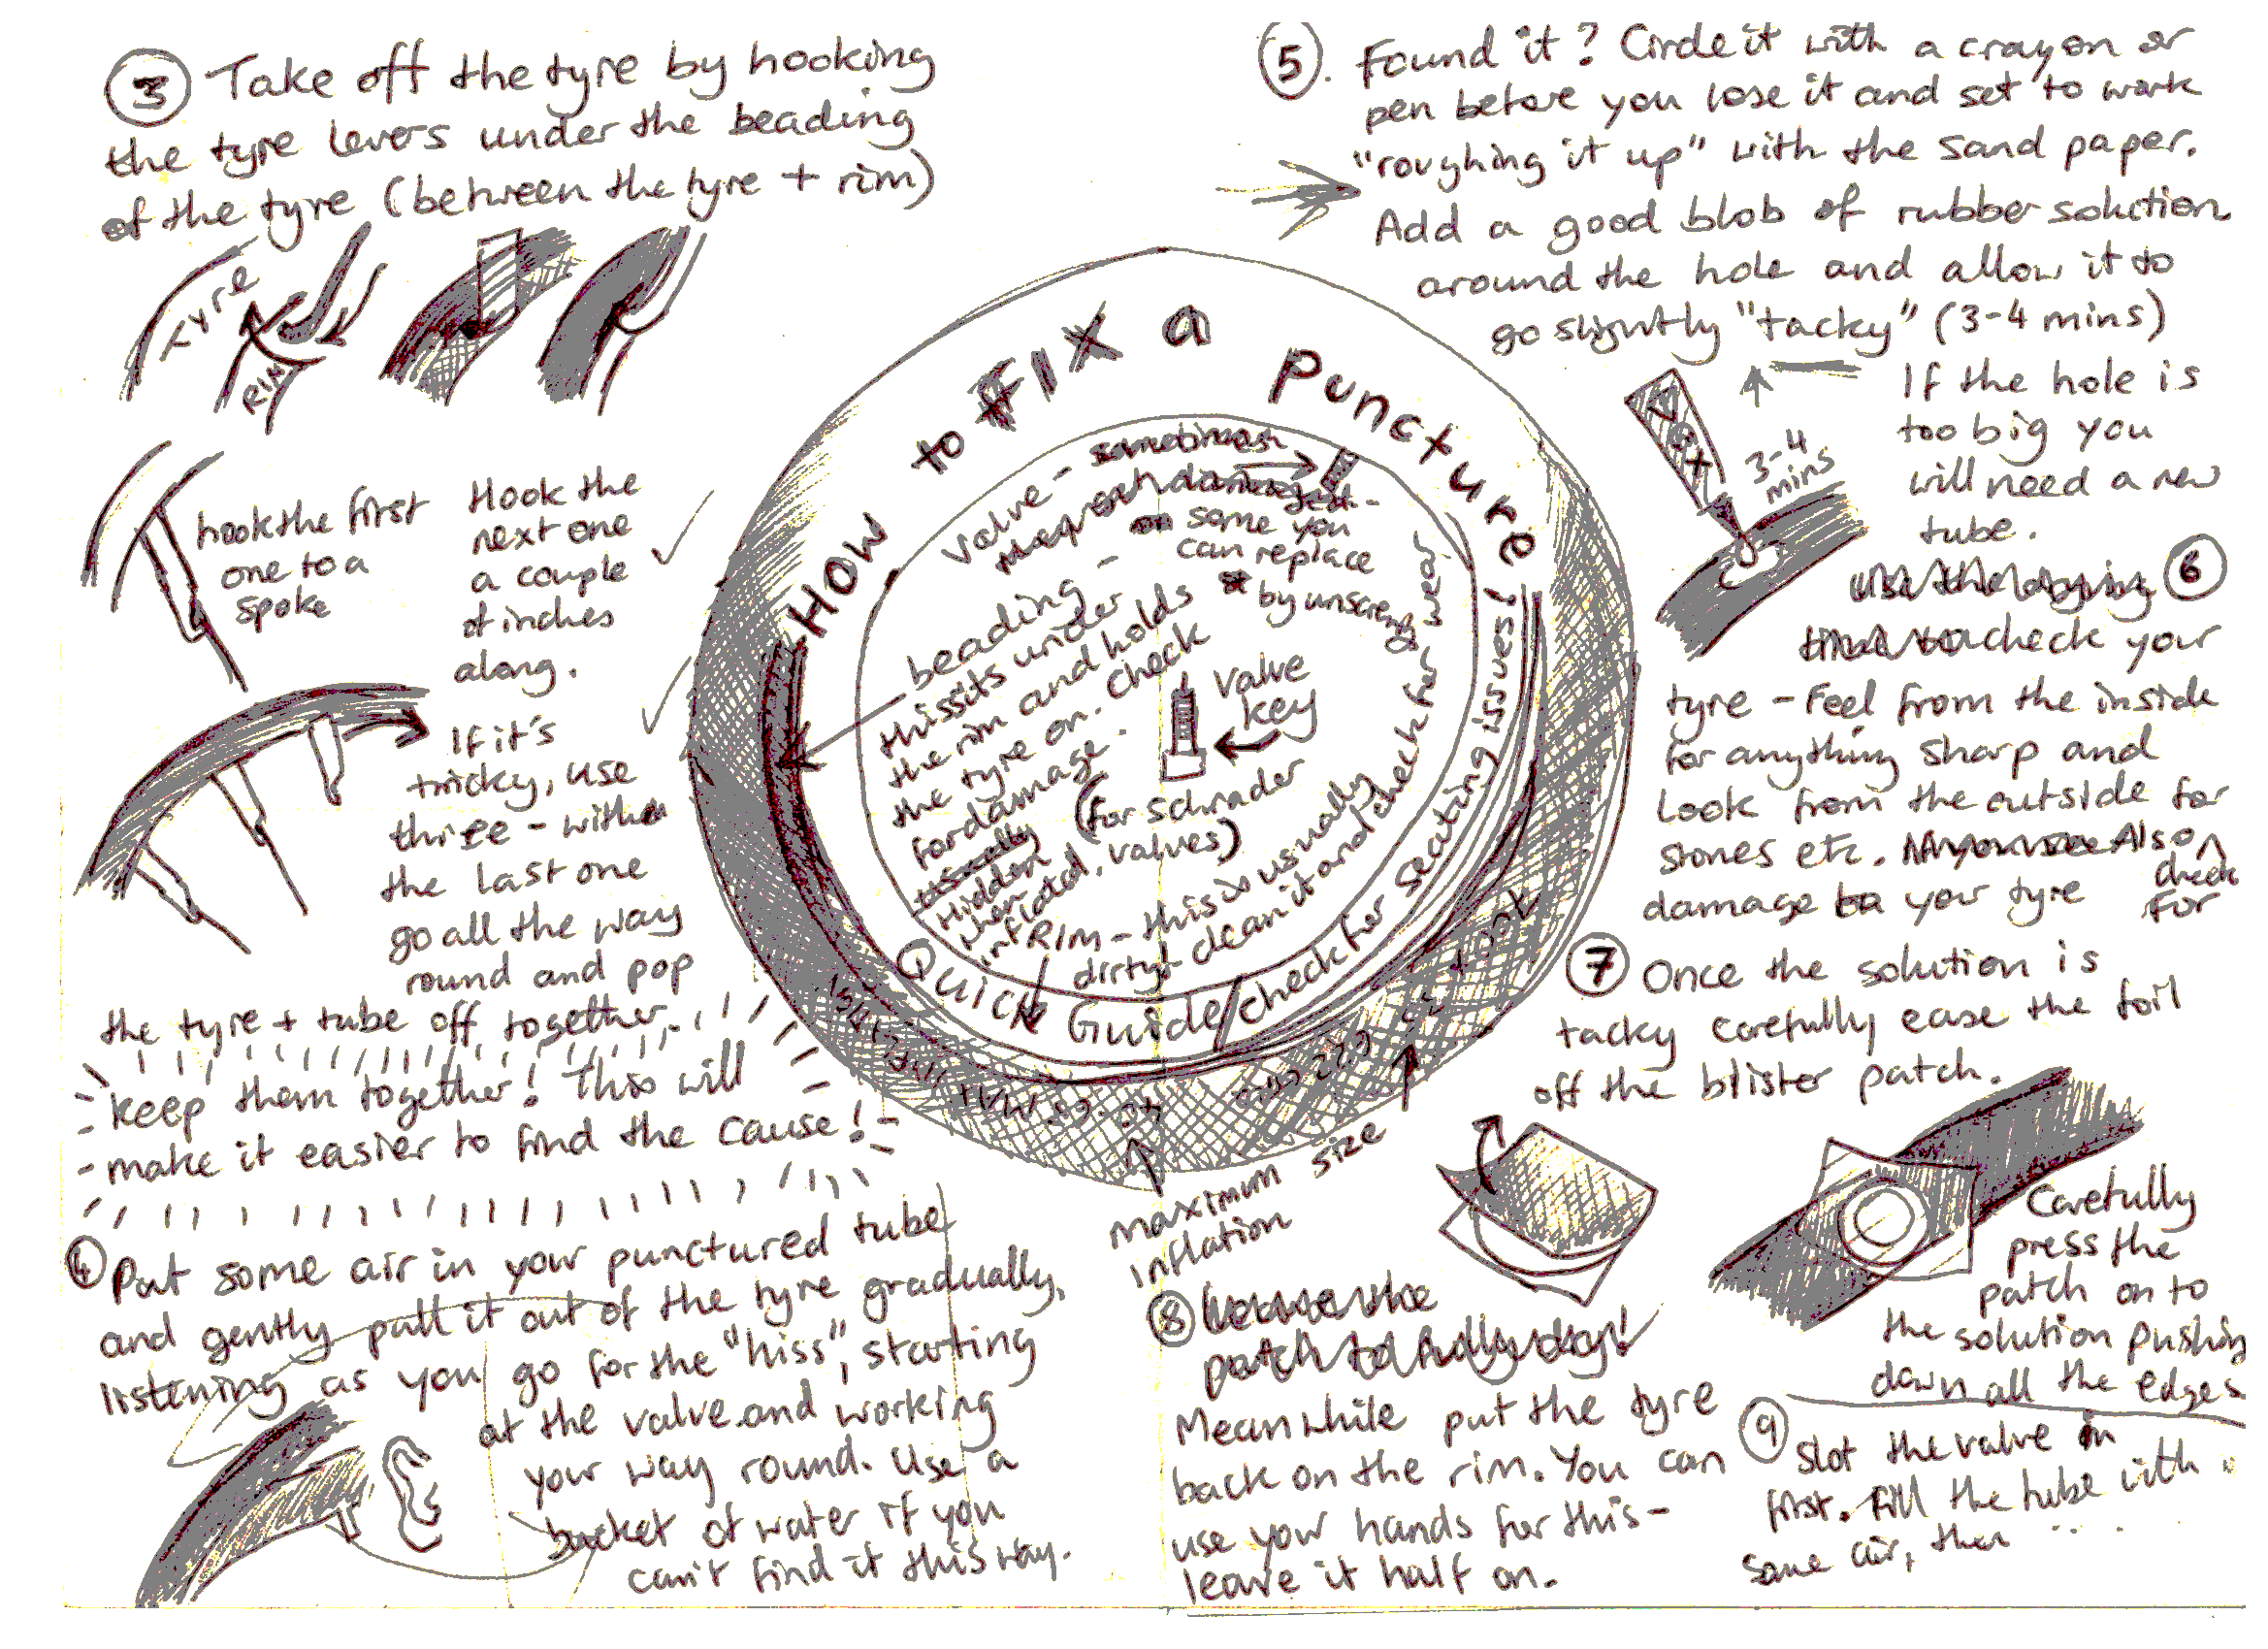 3 Take off the tyre by hooking
the tyre levers under the beading
of the tyre (between the tyre + rim)
tyre
RIM
hook the first
one to a
spoke
Hook the
next one
a couple
of inches
along.
If it's
tricky, use
three - with
the last one
go all the way
round and pop
the tyre + tube off together
keep them together! This will
make it easier to find the cause!
4 Put some air in your punctured tube
and gently pull it out of the tyre gradually,
listening as you go for the "hiss", starting
at the valve and working
your way round. Use a
bucket of water if you
can't find it this way.
HOW to FIX a Puncture!
valve - sometimes
some you
can replace
by unscrewing
beading -
this sits under
the rim and holds
the tyre on. Check
for damage.
usually
Hidden
when
inflated.
valve
key
(for schrader
valves)
RIM - this is usually
dirty! clean it and check for wear
Quick Guide / check for seating issues!
maximum
inflation
size
5. Found it? Circle it with a crayon or
pen before you lose it and set to work
"roughing it up" with the sand paper.
Add a good blob of rubber solution
around the hole and allow it to
go slightly "tacky" (3-4 mins)
3-4
mins
If the hole is
too big you
will need a new
tube.
6
check your
tyre - Feel from the inside
for anything sharp and
Look from the outside for
stones etc. Also check for
damage to your tyre
7 Once the solution is
tacky carefully ease the foil
off the blister patch.
Carefully
press the
patch on to
the solution pushing
down all the edges
8
Meanwhile put the tyre
back on the rim. You can
use your hands for this -
leave it half on.
9 Slot the valve in
first. Fill the tube with
some air, then ....